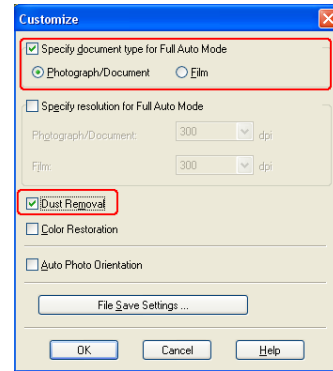 Customize
Specify document type for Full Auto Mode
Photograph/Document Film
Specify resolution for Full Auto Mode
Photograph/Document: 300 dpi
Film: 300 dpi
Dust Removal
Color Restoration
Auto Photo Orientation
File Save Settings ...
OK Cancel Help